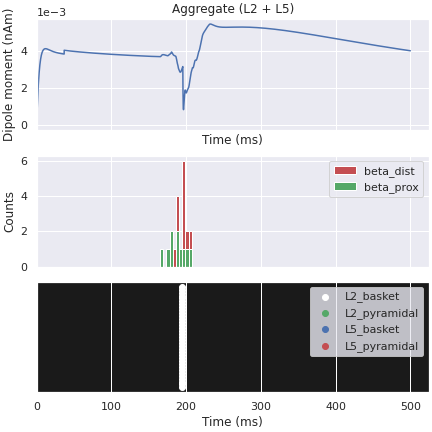 Aggregate (L2 + L5)
1e−3
Dipole moment (nAm)
4
2
0
Time (ms)
Counts
6
4
2
0
beta_dist
beta_prox
L2_basket
L2_pyramidal
L5_basket
L5_pyramidal
0 100 200 300 400 500
Time (ms)